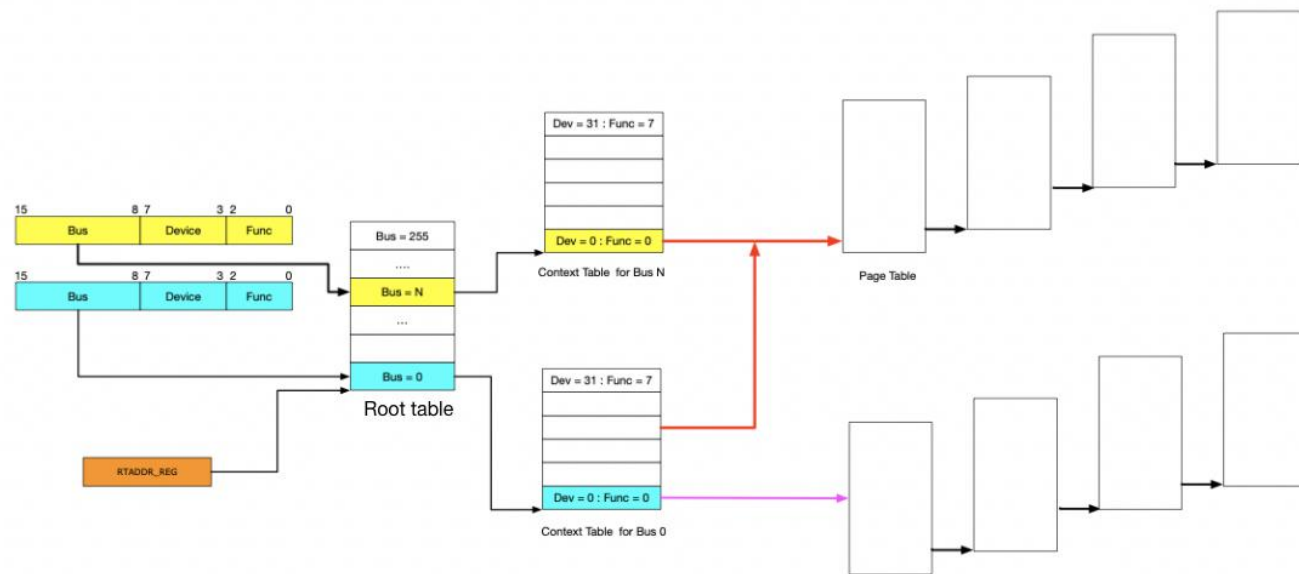 15 8 7 3 2 0
Bus Device Func
15 8 7 3 2 0
Bus Device Func
RTADDR_REG
Bus = 255
....
Bus = N
...
Bus = 0
Root table
Dev = 31 : Func = 7
Dev = 0 : Func = 0
Context Table for Bus N
Dev = 31 : Func = 7
Dev = 0 : Func = 0
Context Table for Bus 0
Page Table